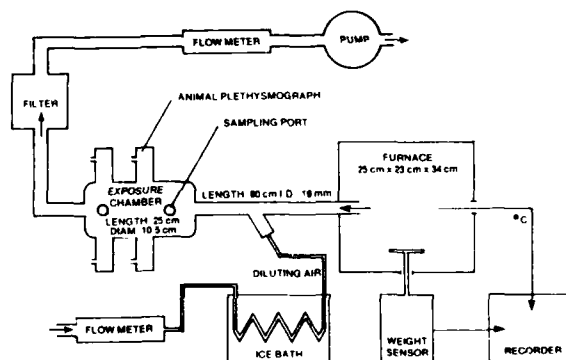 FLOW METER
PUMP
FILTER
ANIMAL PLETHYSMOGRAPH
SAMPLING PORT
FURNACE
25 cm x 23 cm x 34 cm
EXPOSURE
CHAMBER
LENGTH 25 cm
DIAM 10.5 cm
LENGTH 80 cm I D 19 mm
°C
DILUTING AIR
FLOW METER
ICE BATH
WEIGHT
SENSOR
RECORDER